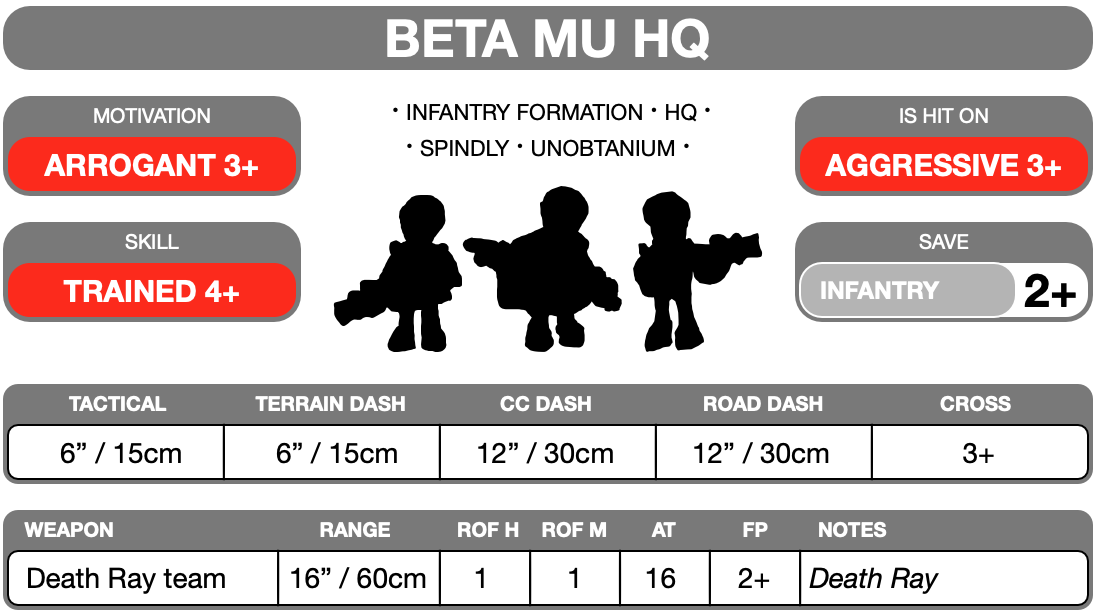 BETA MU HQ
MOTIVATION
ARROGANT 3+
SKILL
TRAINED 4+
• INFANTRY FORMATION • HQ •
• SPINDLY • UNOBTANIUM •
IS HIT ON
AGGRESSIVE 3+
SAVE
INFANTRY 2+
TACTICAL TERRAIN DASH CC DASH ROAD DASH CROSS
6” / 15cm 6” / 15cm 12” / 30cm 12” / 30cm 3+
WEAPON RANGE ROF H ROF M AT FP NOTES
Death Ray team 16” / 60cm 1 1 16 2+ Death Ray